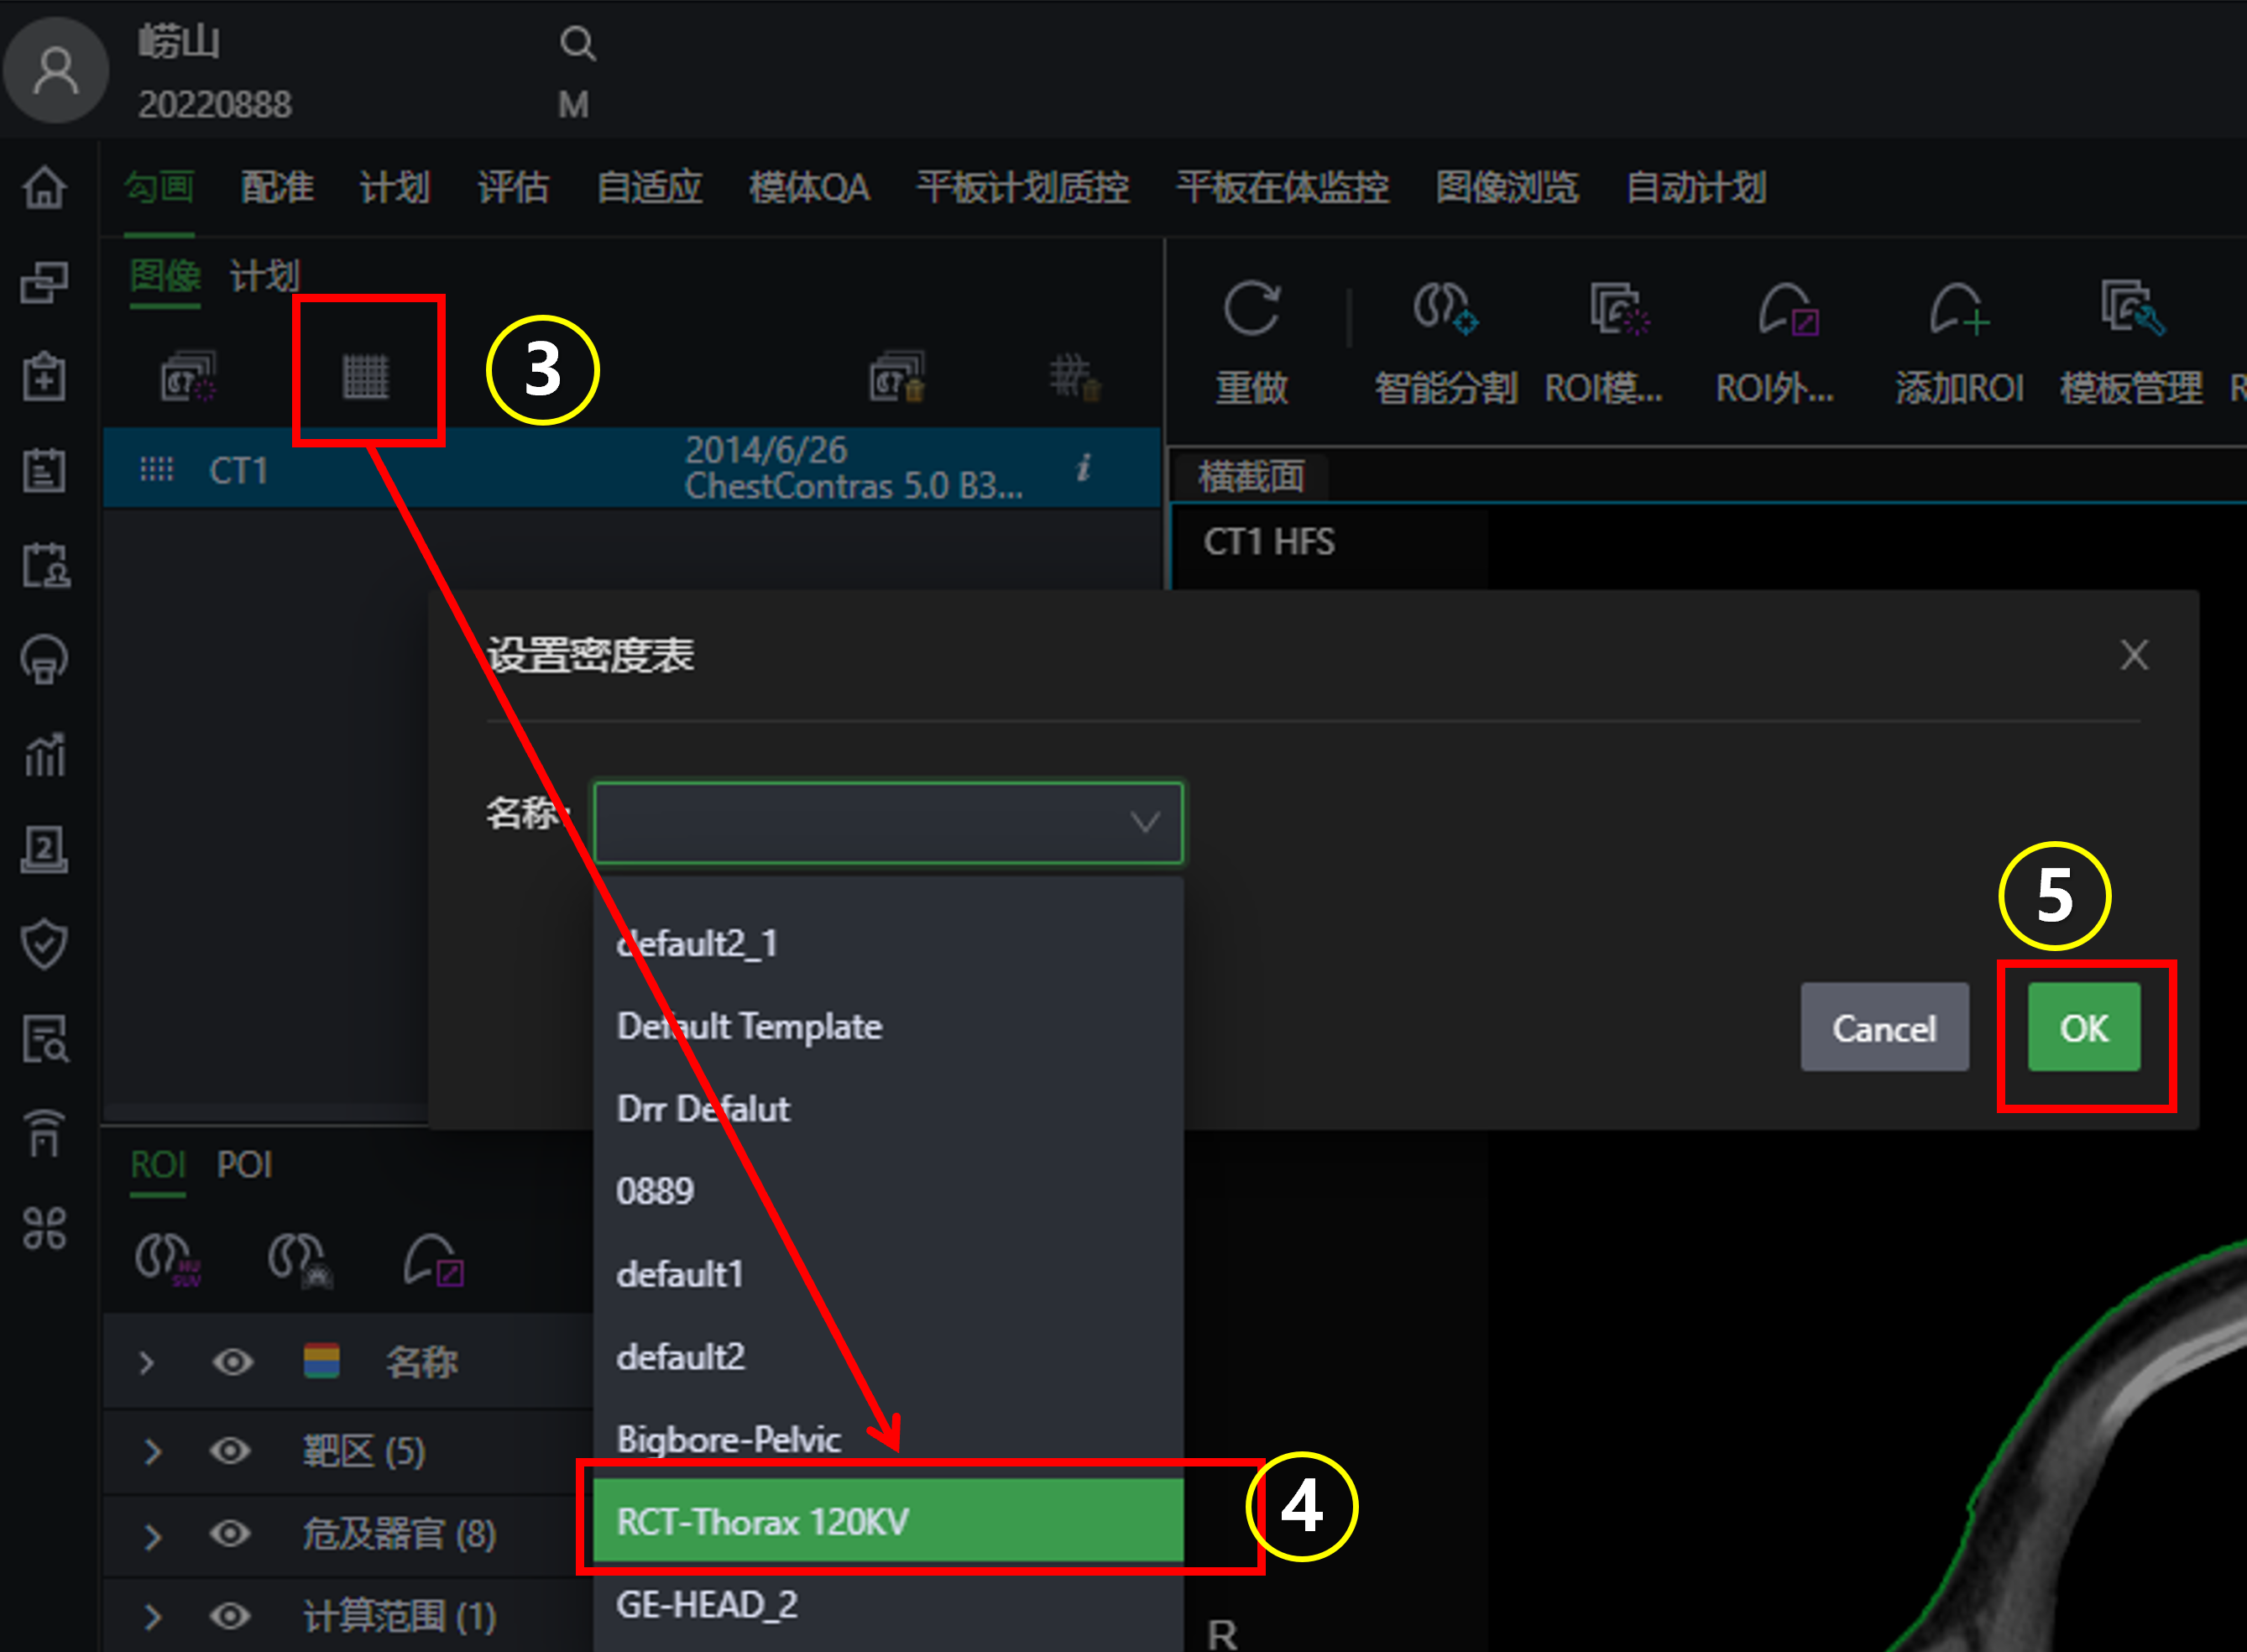 崂山
20220888
M
勾画 配准 计划 评估 自适应 模体QA 平板计划质控 平板在体监控 图像浏览 自动计划
图像 计划
3
重做 智能分割 ROI模... ROI外... 添加ROI 模板管理 R
CT1
2014/6/26
ChestContras 5.0 B3...
i
横截面
CT1 HFS
设置密度表
名称:
default2_1
Default Template
Drr Defalut
0889
default1
default2
Bigbore-Pelvic
RCT-Thorax 120KV
GE-HEAD_2
5
Cancel
OK
4
2
ROI POI
HU
SUV
名称
靶区 (5)
危及器官 (8)
计算范围 (1)
R